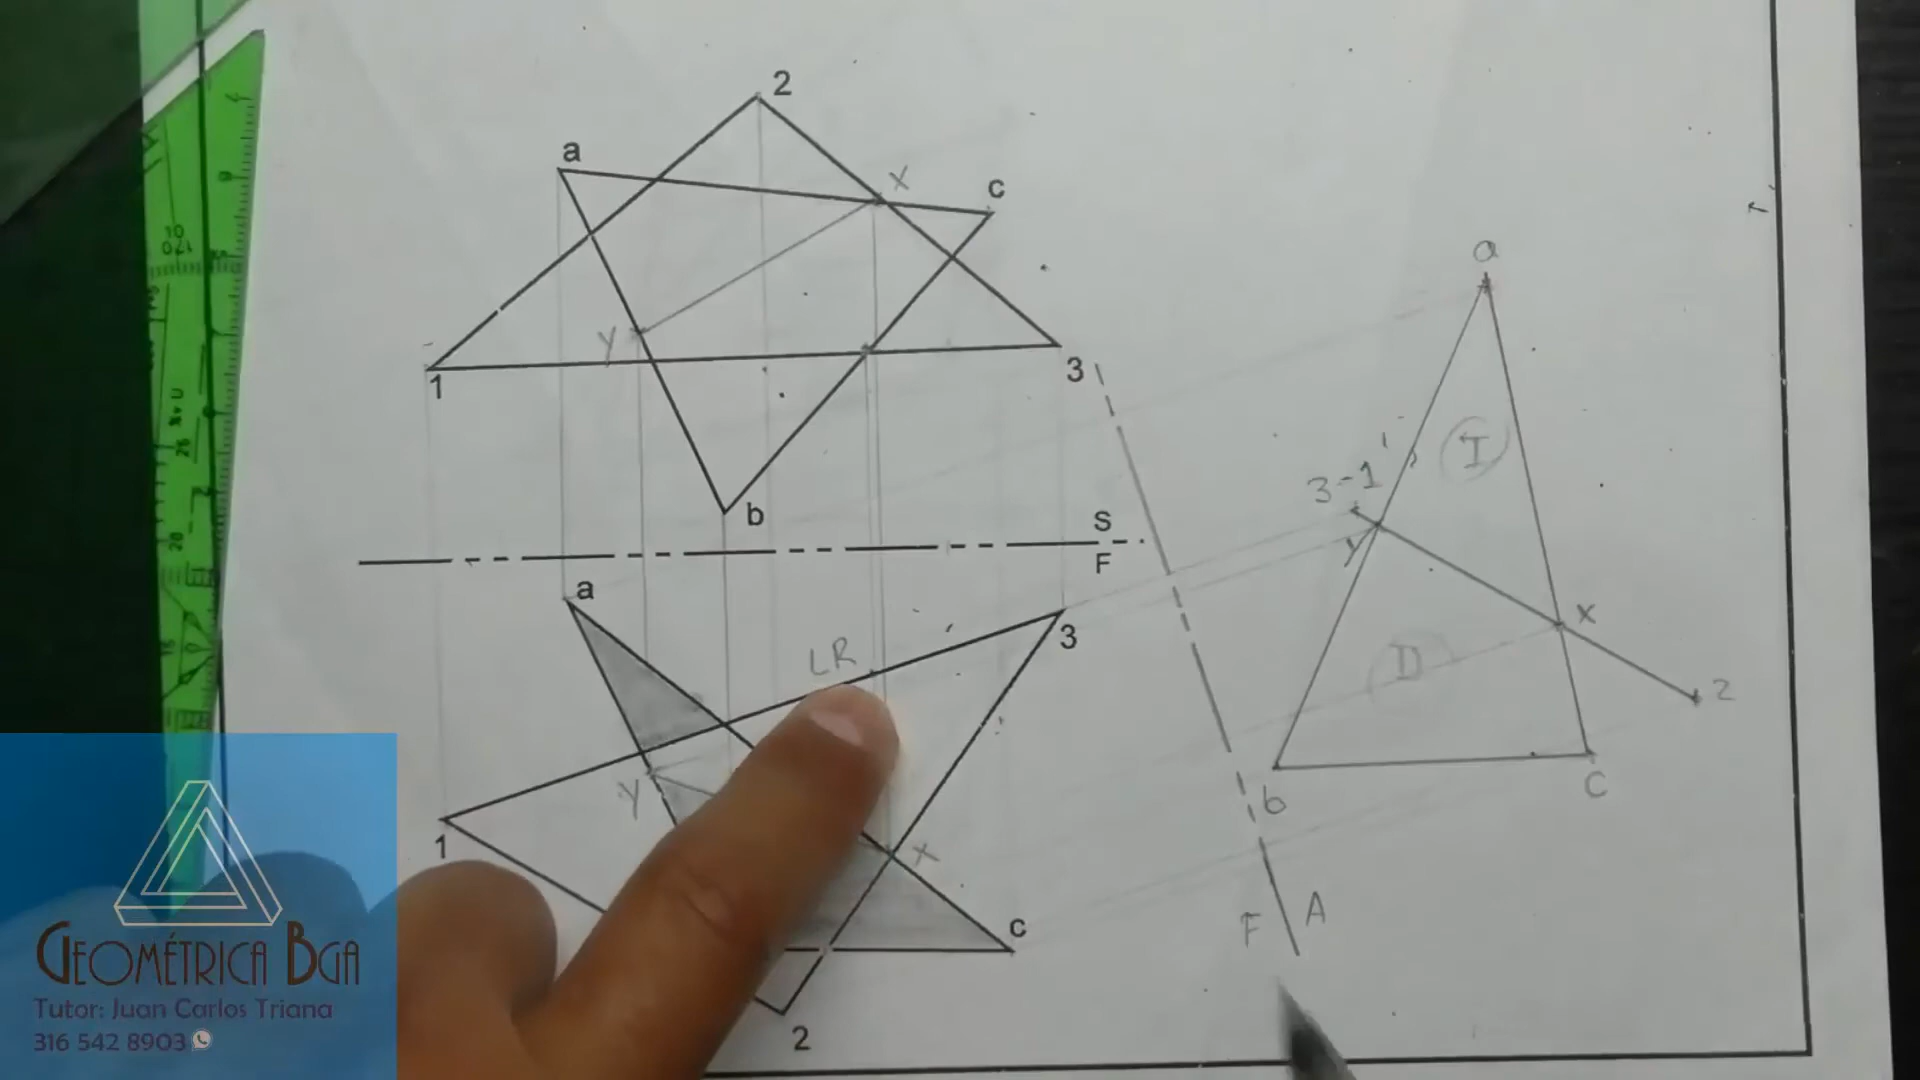 2
a
X
c
Y
1
3
b
S
F
a
3
LR
Y
1
X
c
2
a
I
3-1
Y
X
D
2
b
C
F
A
GEOMÉTRICA BGA
Tutor: Juan Carlos Triana
316 542 8903